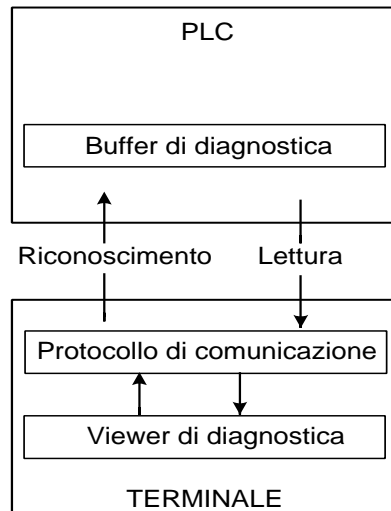 PLC
Buffer di diagnostica
Riconoscimento
Lettura
Protocollo di comunicazione
Viewer di diagnostica
TERMINALE